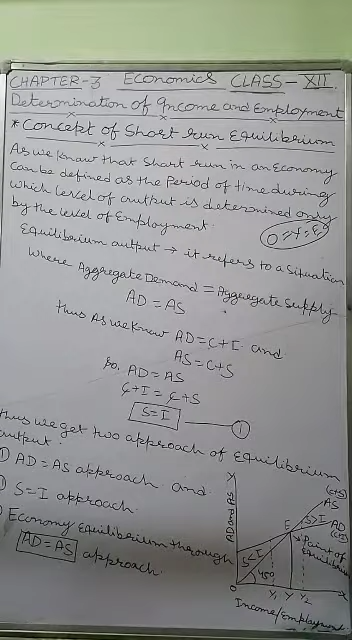 CHAPTER-3 Economics CLASS-XII
Determination of Income and Employment
* Concept of Short run Equilibrium
As we know that Short run in an Economy
Can be defined as the Period of time during
which level of output is determined only
by the level of Employment.
Equilibrium output → it refers to a Situation
where Aggregate Demand = Aggregate Supply
AD = AS
thus As we know AD = C+I and
AS = C+S
So, AD = AS
C+I = C+S
S=I ①
thus we get two approach of Equilibrium
output.
① AD = AS approach and
S=I approach.
Economy Equilibrium through
AD = AS approach.
Y
AD and AS
(C+S)
AS
S>I
AD
(C+I)
E
Point of
Equilibrium
S<I
45°
O
Y₁ Y Y₂ X
Income/Employment